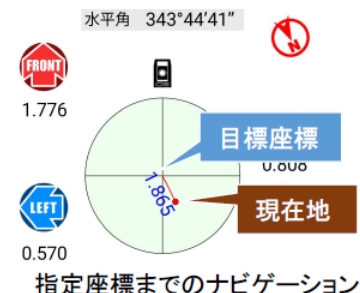 水平角 343°44'41”
N
FRONT
1.776
目標座標
0.808
1.865
現在地
LEFT
0.570
指定座標までのナビゲーション